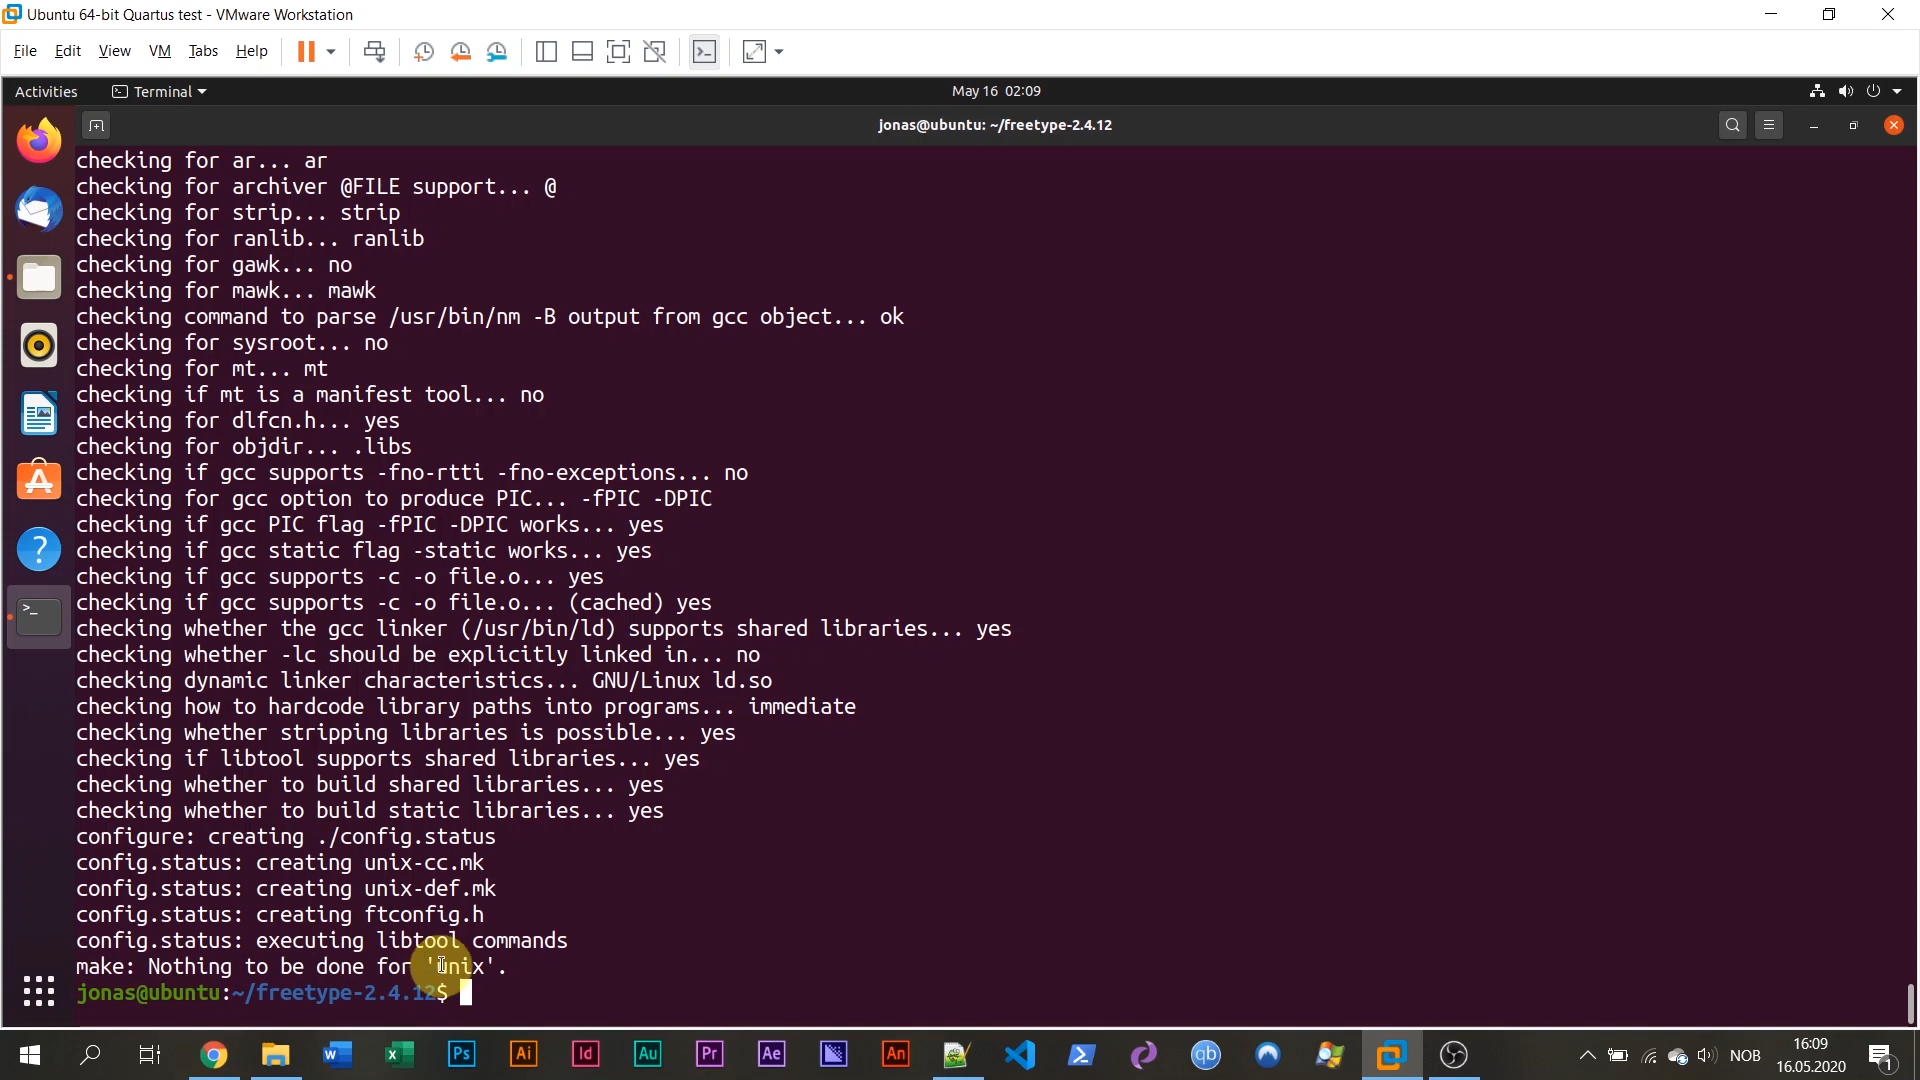 Ubuntu 64-bit Quartus test - VMware Workstation
File Edit View VM Tabs Help
Activities Terminal May 16 02:09
jonas@ubuntu: ~/freetype-2.4.12
checking for ar... ar
checking for archiver @FILE support... @
checking for strip... strip
checking for ranlib... ranlib
checking for gawk... no
checking for mawk... mawk
checking command to parse /usr/bin/nm -B output from gcc object... ok
checking for sysroot... no
checking for mt... mt
checking if mt is a manifest tool... no
checking for dlfcn.h... yes
checking for objdir... .libs
checking if gcc supports -fno-rtti -fno-exceptions... no
checking for gcc option to produce PIC... -fPIC -DPIC
checking if gcc PIC flag -fPIC -DPIC works... yes
checking if gcc static flag -static works... yes
checking if gcc supports -c -o file.o... yes
checking if gcc supports -c -o file.o... (cached) yes
checking whether the gcc linker (/usr/bin/ld) supports shared libraries... yes
checking whether -lc should be explicitly linked in... no
checking dynamic linker characteristics... GNU/Linux ld.so
checking how to hardcode library paths into programs... immediate
checking whether stripping libraries is possible... yes
checking if libtool supports shared libraries... yes
checking whether to build shared libraries... yes
checking whether to build static libraries... yes
configure: creating ./config.status
config.status: creating unix-cc.mk
config.status: creating unix-def.mk
config.status: creating ftconfig.h
config.status: executing libtool commands
make: Nothing to be done for 'unix'.
jonas@ubuntu:~/freetype-2.4.12$
Ps Ai Id Au Pr Ae An qb NOB 16:09
16.05.2020 1